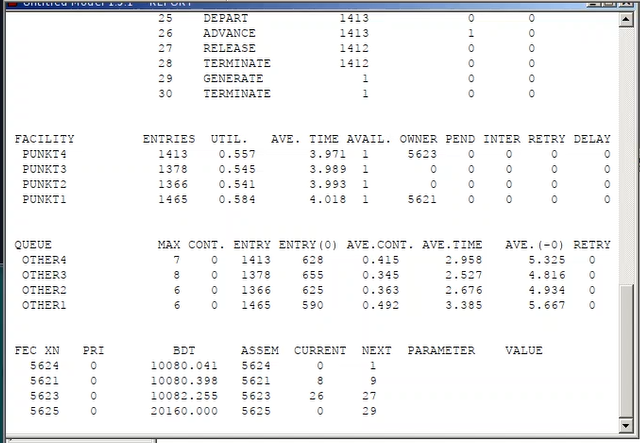 Untitled Model 1.3.1 - REPORT
25 DEPART 1413 0 0
26 ADVANCE 1413 1 0
27 RELEASE 1412 0 0
28 TERMINATE 1412 0 0
29 GENERATE 1 0 0
30 TERMINATE 1 0 0
FACILITY ENTRIES UTIL. AVE. TIME AVAIL. OWNER PEND INTER RETRY DELAY
PUNKT4 1413 0.557 3.971 1 5623 0 0 0 0
PUNKT3 1378 0.545 3.989 1 0 0 0 0 0
PUNKT2 1366 0.541 3.993 1 0 0 0 0 0
PUNKT1 1465 0.584 4.018 1 5621 0 0 0 0
QUEUE MAX CONT. ENTRY ENTRY(0) AVE.CONT. AVE.TIME AVE.(-0) RETRY
OTHER4 7 0 1413 628 0.415 2.958 5.325 0
OTHER3 8 0 1378 655 0.345 2.527 4.816 0
OTHER2 6 0 1366 625 0.363 2.676 4.934 0
OTHER1 6 0 1465 590 0.492 3.385 5.667 0
FEC XN PRI BDT ASSEM CURRENT NEXT PARAMETER VALUE
5624 0 10080.041 5624 0 1
5621 0 10080.398 5621 8 9
5623 0 10082.255 5623 26 27
5625 0 20160.000 5625 0 29